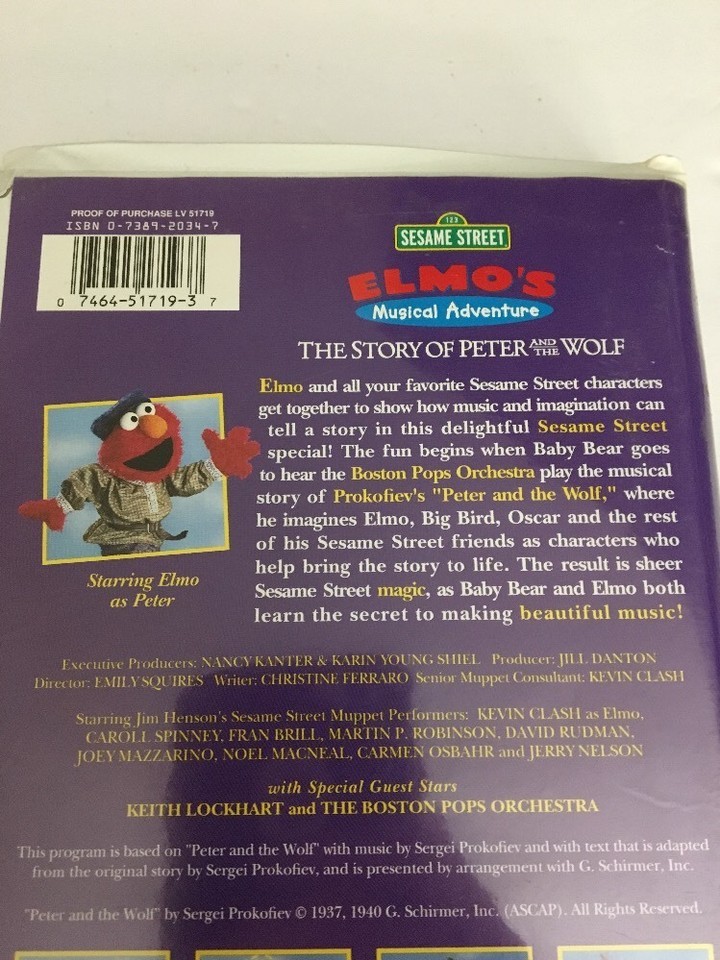 PROOF OF PURCHASE LV 51719
ISBN 0-7389-2034-7
0 7464-51719-3 7
123
SESAME STREET
ELMO'S
Musical Adventure
THE STORY OF PETER AND THE WOLF
Elmo and all your favorite Sesame Street characters
get together to show how music and imagination can
tell a story in this delightful Sesame Street
special! The fun begins when Baby Bear goes
to hear the Boston Pops Orchestra play the musical
story of Prokofiev's "Peter and the Wolf," where
he imagines Elmo, Big Bird, Oscar and the rest
of his Sesame Street friends as characters who
help bring the story to life. The result is sheer
Sesame Street magic, as Baby Bear and Elmo both
learn the secret to making beautiful music!
Starring Elmo
as Peter
Executive Producers: NANCY KANTER & KARIN YOUNG SHIEL Producer: JILL DANTON
Director: EMILY SQUIRES Writer: CHRISTINE FERRARO Senior Muppet Consultant: KEVIN CLASH
Starring Jim Henson's Sesame Street Muppet Performers: KEVIN CLASH as Elmo,
CAROLL SPINNEY, FRAN BRILL, MARTIN P. ROBINSON, DAVID RUDMAN,
JOEY MAZZARINO, NOEL MACNEAL, CARMEN OSBAHR and JERRY NELSON
with Special Guest Stars
KEITH LOCKHART and THE BOSTON POPS ORCHESTRA
This program is based on "Peter and the Wolf" with music by Sergei Prokofiev and with text that is adapted
from the original story by Sergei Prokofiev, and is presented by arrangement with G. Schirmer, Inc.
"Peter and the Wolf" by Sergei Prokofiev © 1937, 1940 G. Schirmer, Inc. (ASCAP). All Rights Reserved.